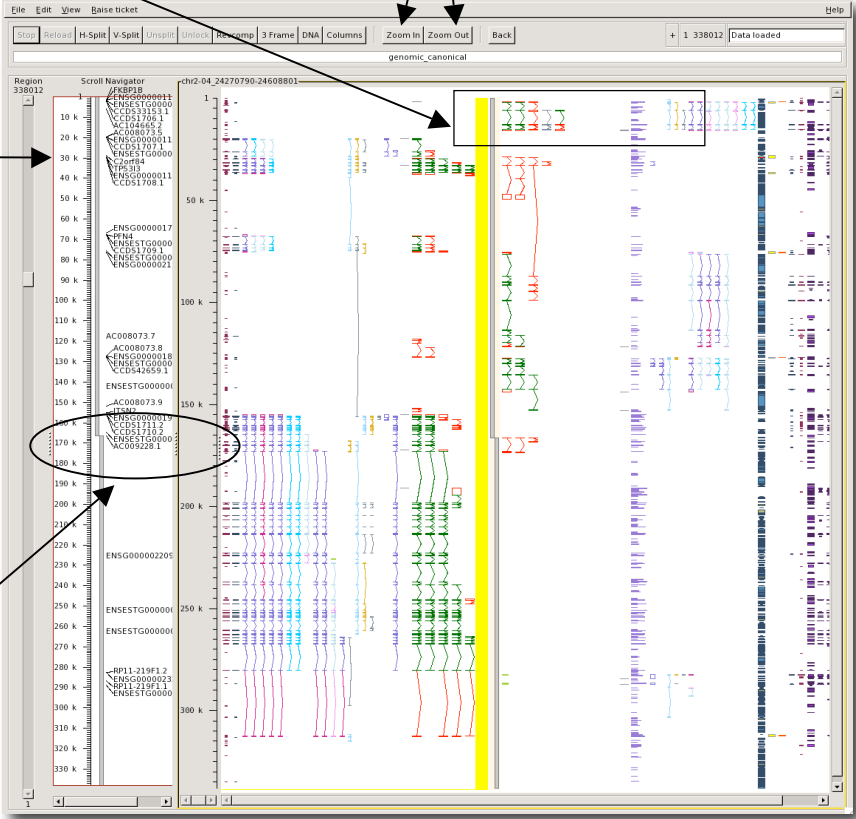 File Edit View Raise ticket Help
Stop Reload H-Split V-Split Unsplit Unlock Revcomp 3 Frame DNA Columns Zoom In Zoom Out Back + 1 338012 Data loaded
genomic_canonical
Region Scroll Navigator chr2-04_24270790-24608801
338012
FKBP1B
1
ENSG0000011
ENSESTG0000
CCDS33153.1
10 k
CCDS1706.1
AC104665.2
AC008073.5
20 k
ENSG0000011
CCDS1707.1
ENSESTG0000
30 k
C2orf84
TP53I3
ENSG0000011
40 k
CCDS1708.1
50 k
60 k
ENSG0000017
PFN4
70 k
ENSESTG0000
CCDS1709.1
80 k
ENSESTG0000
ENSG0000021
90 k
100 k
110 k
AC008073.7
120 k
AC008073.8
ENSG0000018
130 k
ENSESTG0000
CCDS42659.1
140 k
ENSESTG0000
150 k
AC008073.9
ITSN2
160 k
ENSG0000019
CCDS1711.2
CCDS1710.2
170 k
ENSESTG0000
AC009228.1
180 k
190 k
200 k
210 k
220 k
ENSG000002209
230 k
240 k
250 k
ENSESTG0000
260 k
ENSESTG0000
270 k
280 k
RP11-219F1.2
ENSG0000023
290 k
RP11-219F1.1
ENSESTG0000
300 k
310 k
320 k
330 k
1
1
50 k
100 k
150 k
200 k
250 k
300 k